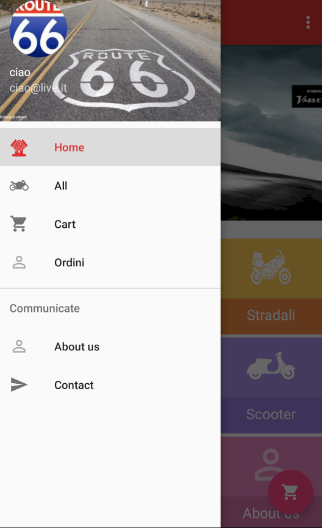 ROUTE
66
ROUTE
66
ciao
ciao@live.it
Home
All
Cart
Ordini
Communicate
About us
Contact
Stradali
Scooter
About us